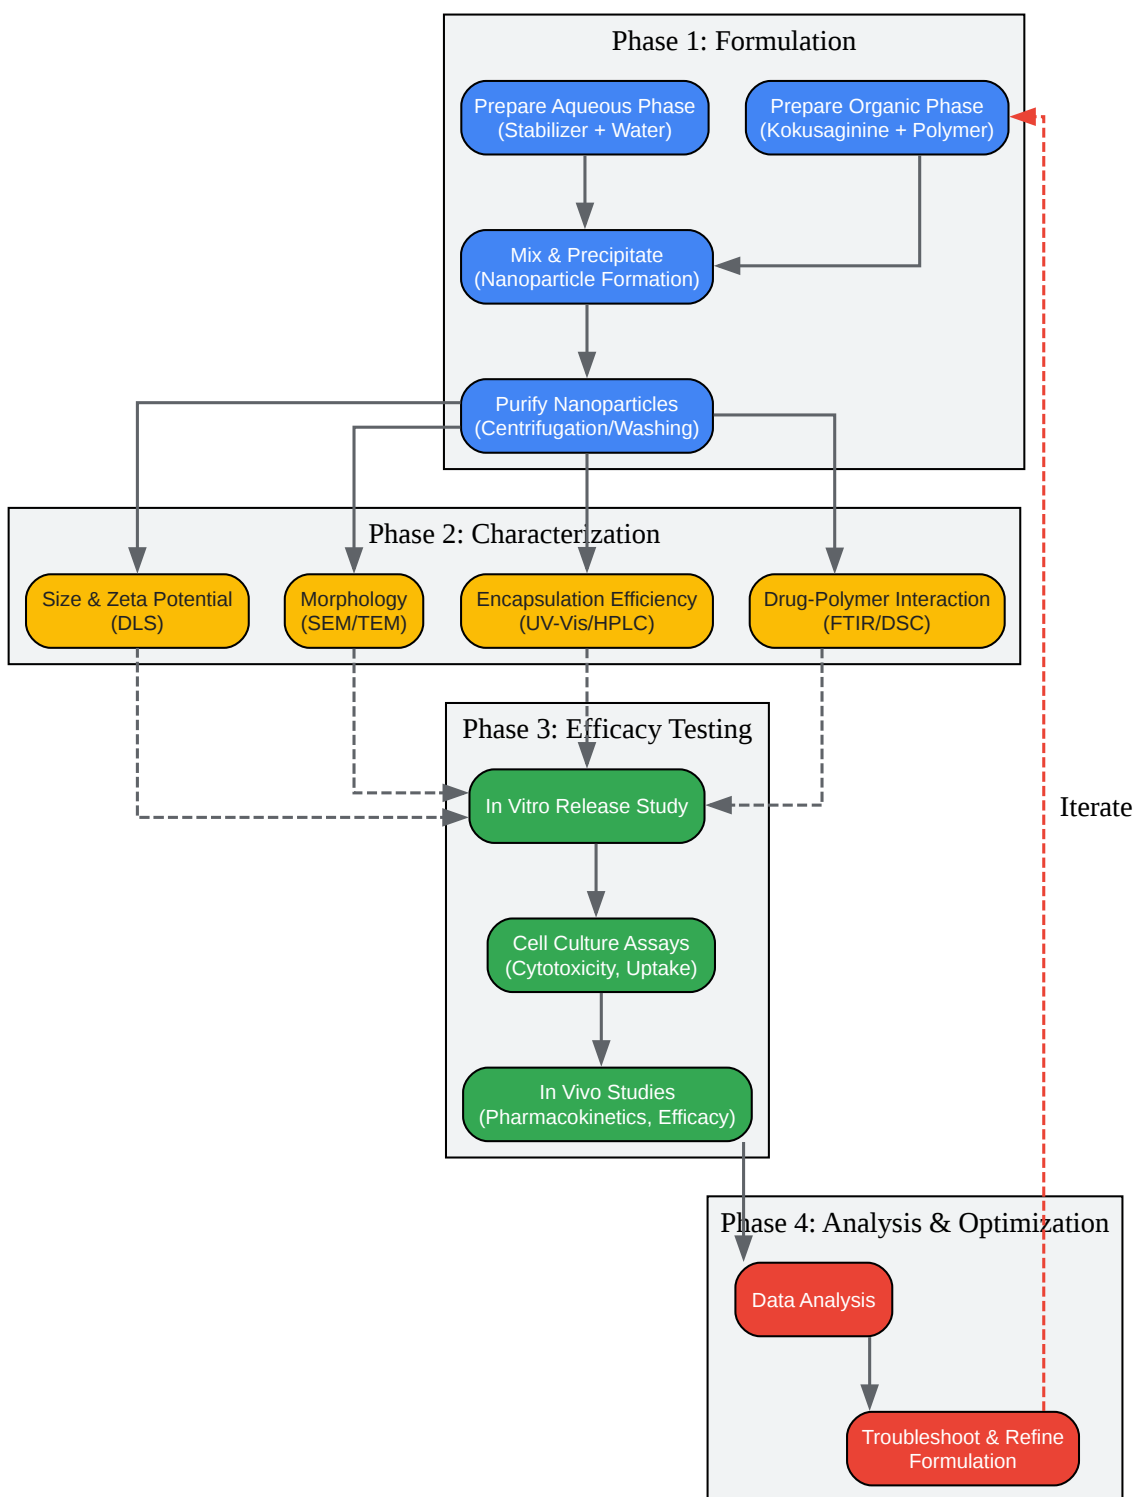 Phase 1: Formulation
Prepare Aqueous Phase
(Stabilizer + Water)
Prepare Organic Phase
(Kokusaginine + Polymer)
Mix & Precipitate
(Nanoparticle Formation)
Purify Nanoparticles
(Centrifugation/Washing)
Phase 2: Characterization
Size & Zeta Potential
(DLS)
Morphology
(SEM/TEM)
Encapsulation Efficiency
(UV-Vis/HPLC)
Drug-Polymer Interaction
(FTIR/DSC)
Phase 3: Efficacy Testing
In Vitro Release Study
Iterate
Cell Culture Assays
(Cytotoxicity, Uptake)
In Vivo Studies
(Pharmacokinetics, Efficacy)
Phase 4: Analysis & Optimization
Data Analysis
Troubleshoot & Refine
Formulation